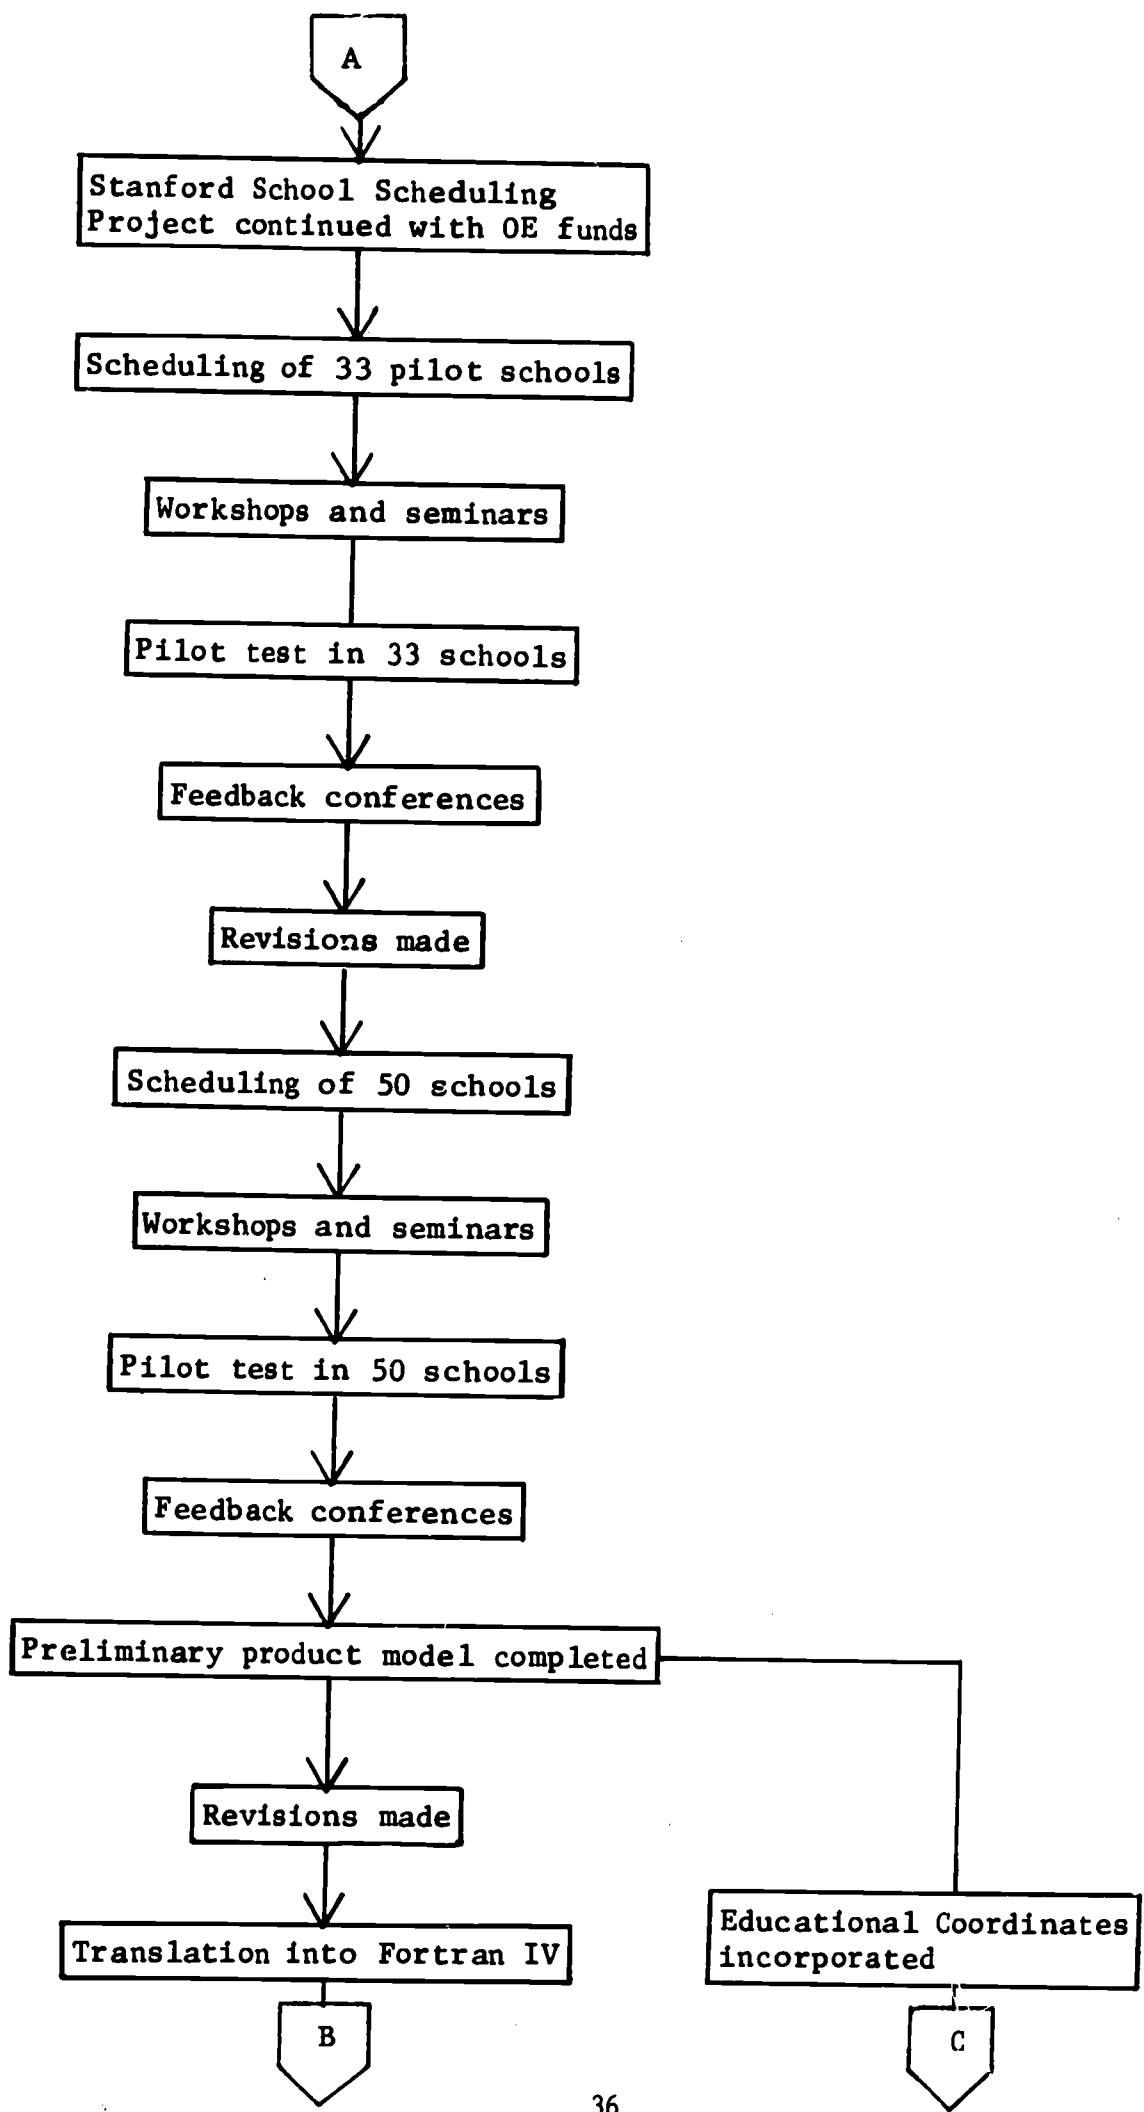 A
Stanford School Scheduling
Project continued with OE funds
Scheduling of 33 pilot schools
Workshops and seminars
Pilot test in 33 schools
Feedback conferences
Revisions made
Scheduling of 50 schools
Workshops and seminars
Pilot test in 50 schools
Feedback conferences
Preliminary product model completed
Revisions made
Translation into Fortran IV
Educational Coordinates
incorporated
B
C
36